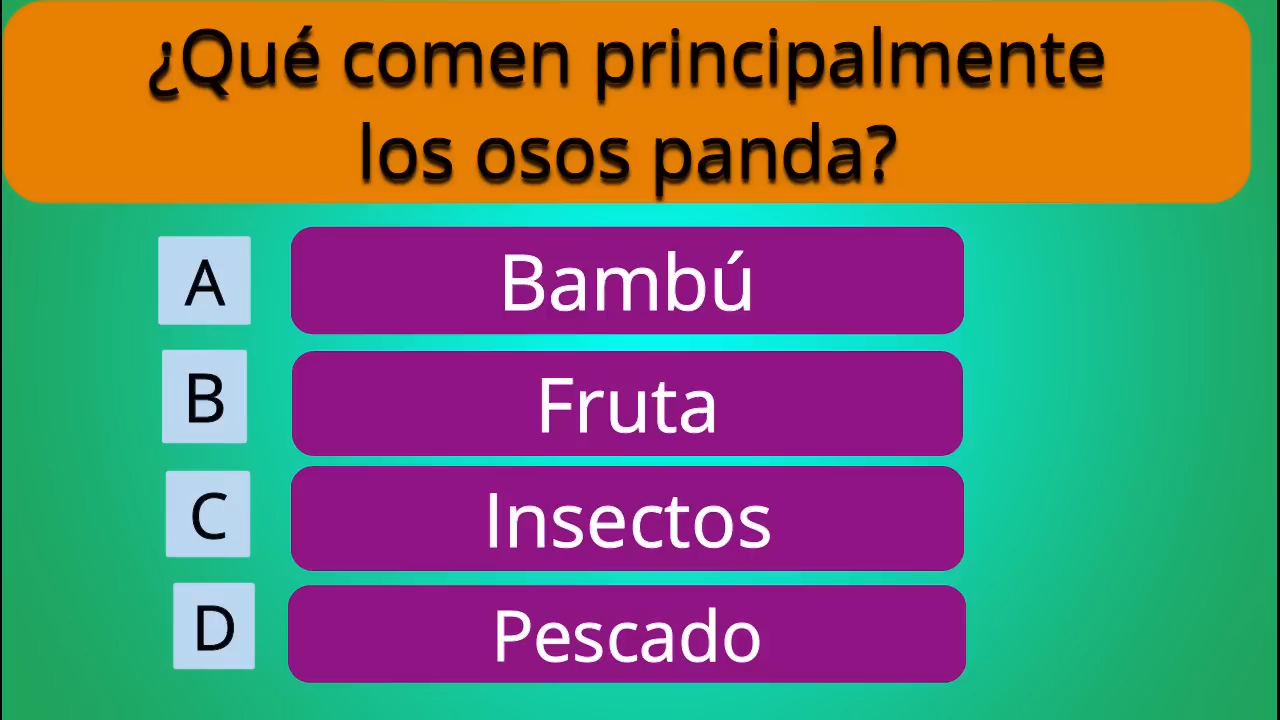 ¿Qué comen principalmente
los osos panda?
A Bambú
B Fruta
C Insectos
D Pescado